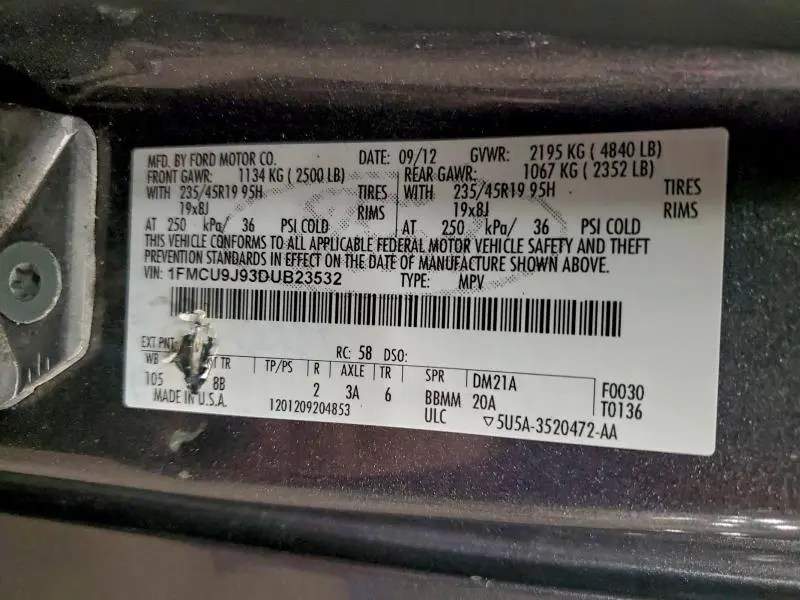 MFD. BY FORD MOTOR CO. DATE: 09/12 GVWR: 2195 KG ( 4840 LB)
FRONT GAWR: 1134 KG ( 2500 LB) REAR GAWR: 1067 KG ( 2352 LB)
WITH 235/45R19 95H TIRES WITH 235/45R19 95H TIRES
19x8J RIMS 19x8J RIMS
AT 250 kPa/ 36 PSI COLD AT 250 kPa/ 36 PSI COLD
THIS VEHICLE CONFORMS TO ALL APPLICABLE FEDERAL MOTOR VEHICLE SAFETY AND THEFT
PREVENTION STANDARDS IN EFFECT ON THE DATE OF MANUFACTURE SHOWN ABOVE.
VIN: 1FMCU9J93DUB23532 TYPE: MPV
EXT PNT: RC: 58 DSO:
WB TR TP/PS R AXLE TR SPR DM21A F0030
105 8B 2 3A 6 BBMM 20A T0136
MADE IN U.S.A. 1201209204853 ULC ▽5U5A-3520472-AA